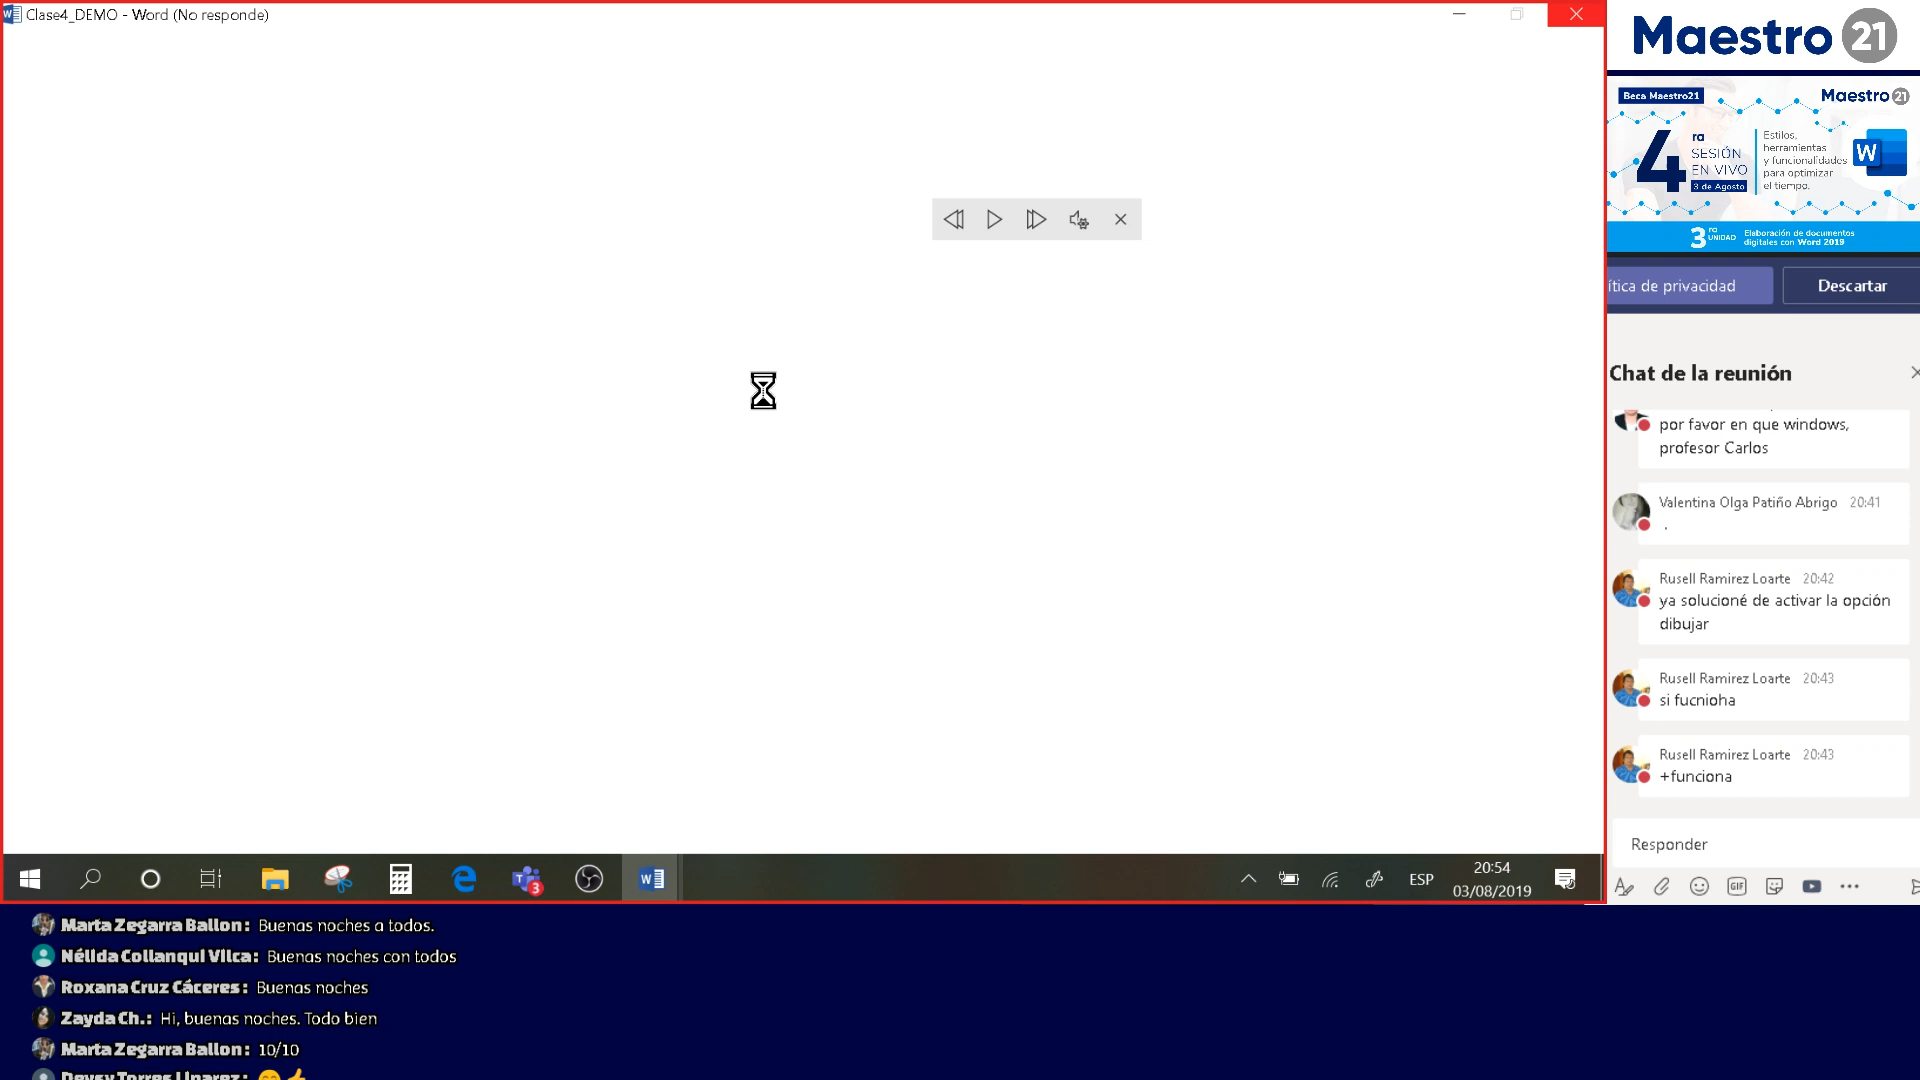 Clase4_DEMO - Word (No responde)
Maestro 21
Beca Maestro21
Maestro 21
4 ra
SESIÓN
EN VIVO
3 de Agosto
Estilos,
herramientas
y funcionalidades
para optimizar
el tiempo.
W
3 ra UNIDAD
Elaboración de documentos
digitales con Word 2019
ítica de privacidad
Descartar
Chat de la reunión
por favor en que windows,
profesor Carlos
Valentina Olga Patiño Abrigo 20:41
.
Rusell Ramirez Loarte 20:42
ya solucioné de activar la opción
dibujar
Rusell Ramirez Loarte 20:43
si fucnioha
Rusell Ramirez Loarte 20:43
+funciona
Responder
GIF
3
ESP
20:54
03/08/2019
Marta Zegarra Ballon: Buenas noches a todos.
Nélida Collanqui Vilca: Buenas noches con todos
Roxana Cruz Cáceres: Buenas noches
Zayda Ch.: Hi, buenas noches. Todo bien
Marta Zegarra Ballon: 10/10
Deysy Torres Linarez: